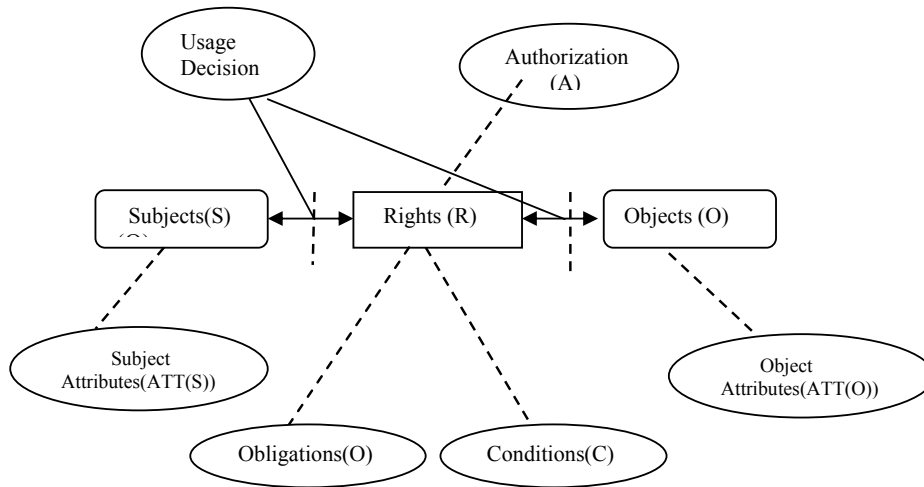 Usage
Decision
Authorization
(A)
Subjects(S)
Rights (R)
Objects (O)
Subject
Attributes(ATT(S))
Object
Attributes(ATT(O))
Obligations(O)
Conditions(C)